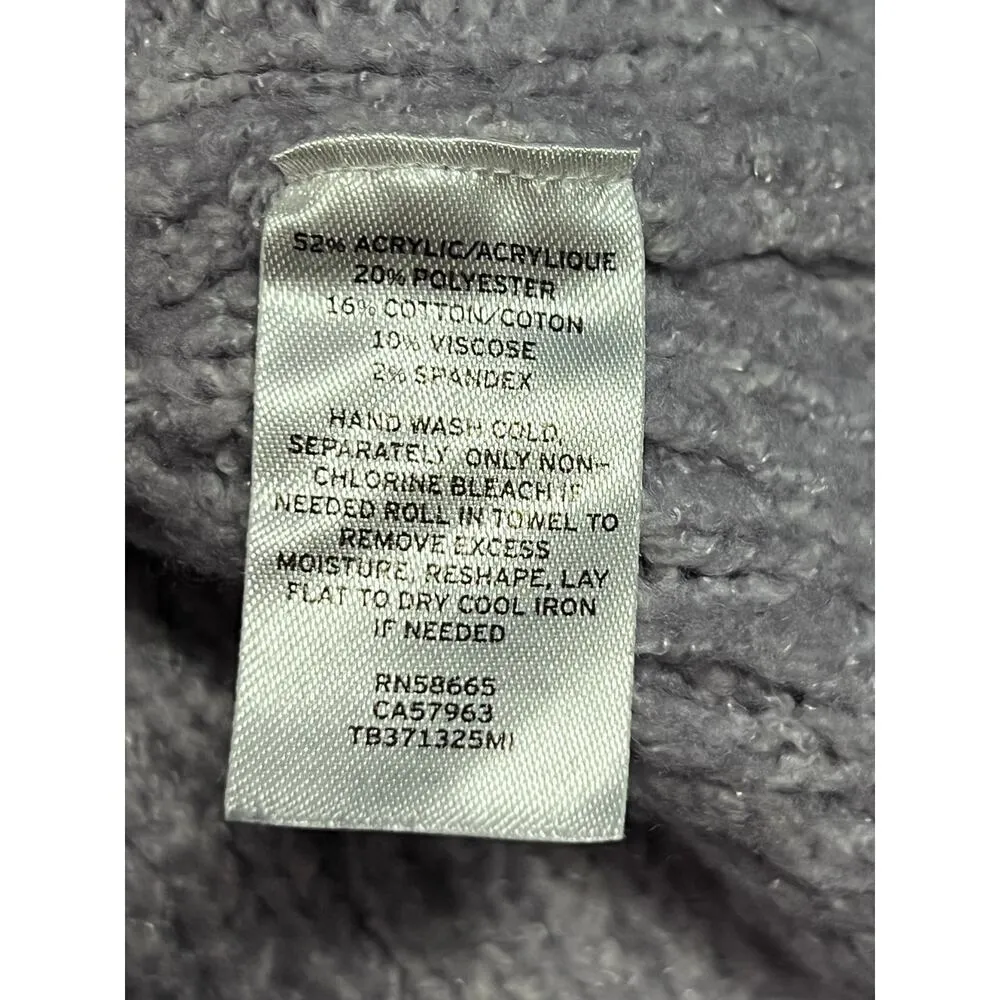 52% ACRYLIC/ACRYLIQUE
20% POLYESTER
16% COTTON/COTON
10% VISCOSE
2% SPANDEX
HAND WASH COLD,
SEPARATELY ONLY NON-
CHLORINE BLEACH IF
NEEDED ROLL IN TOWEL TO
REMOVE EXCESS
MOISTURE, RESHAPE, LAY
FLAT TO DRY COOL IRON
IF NEEDED
RN58665
CA57963
TB371325MI